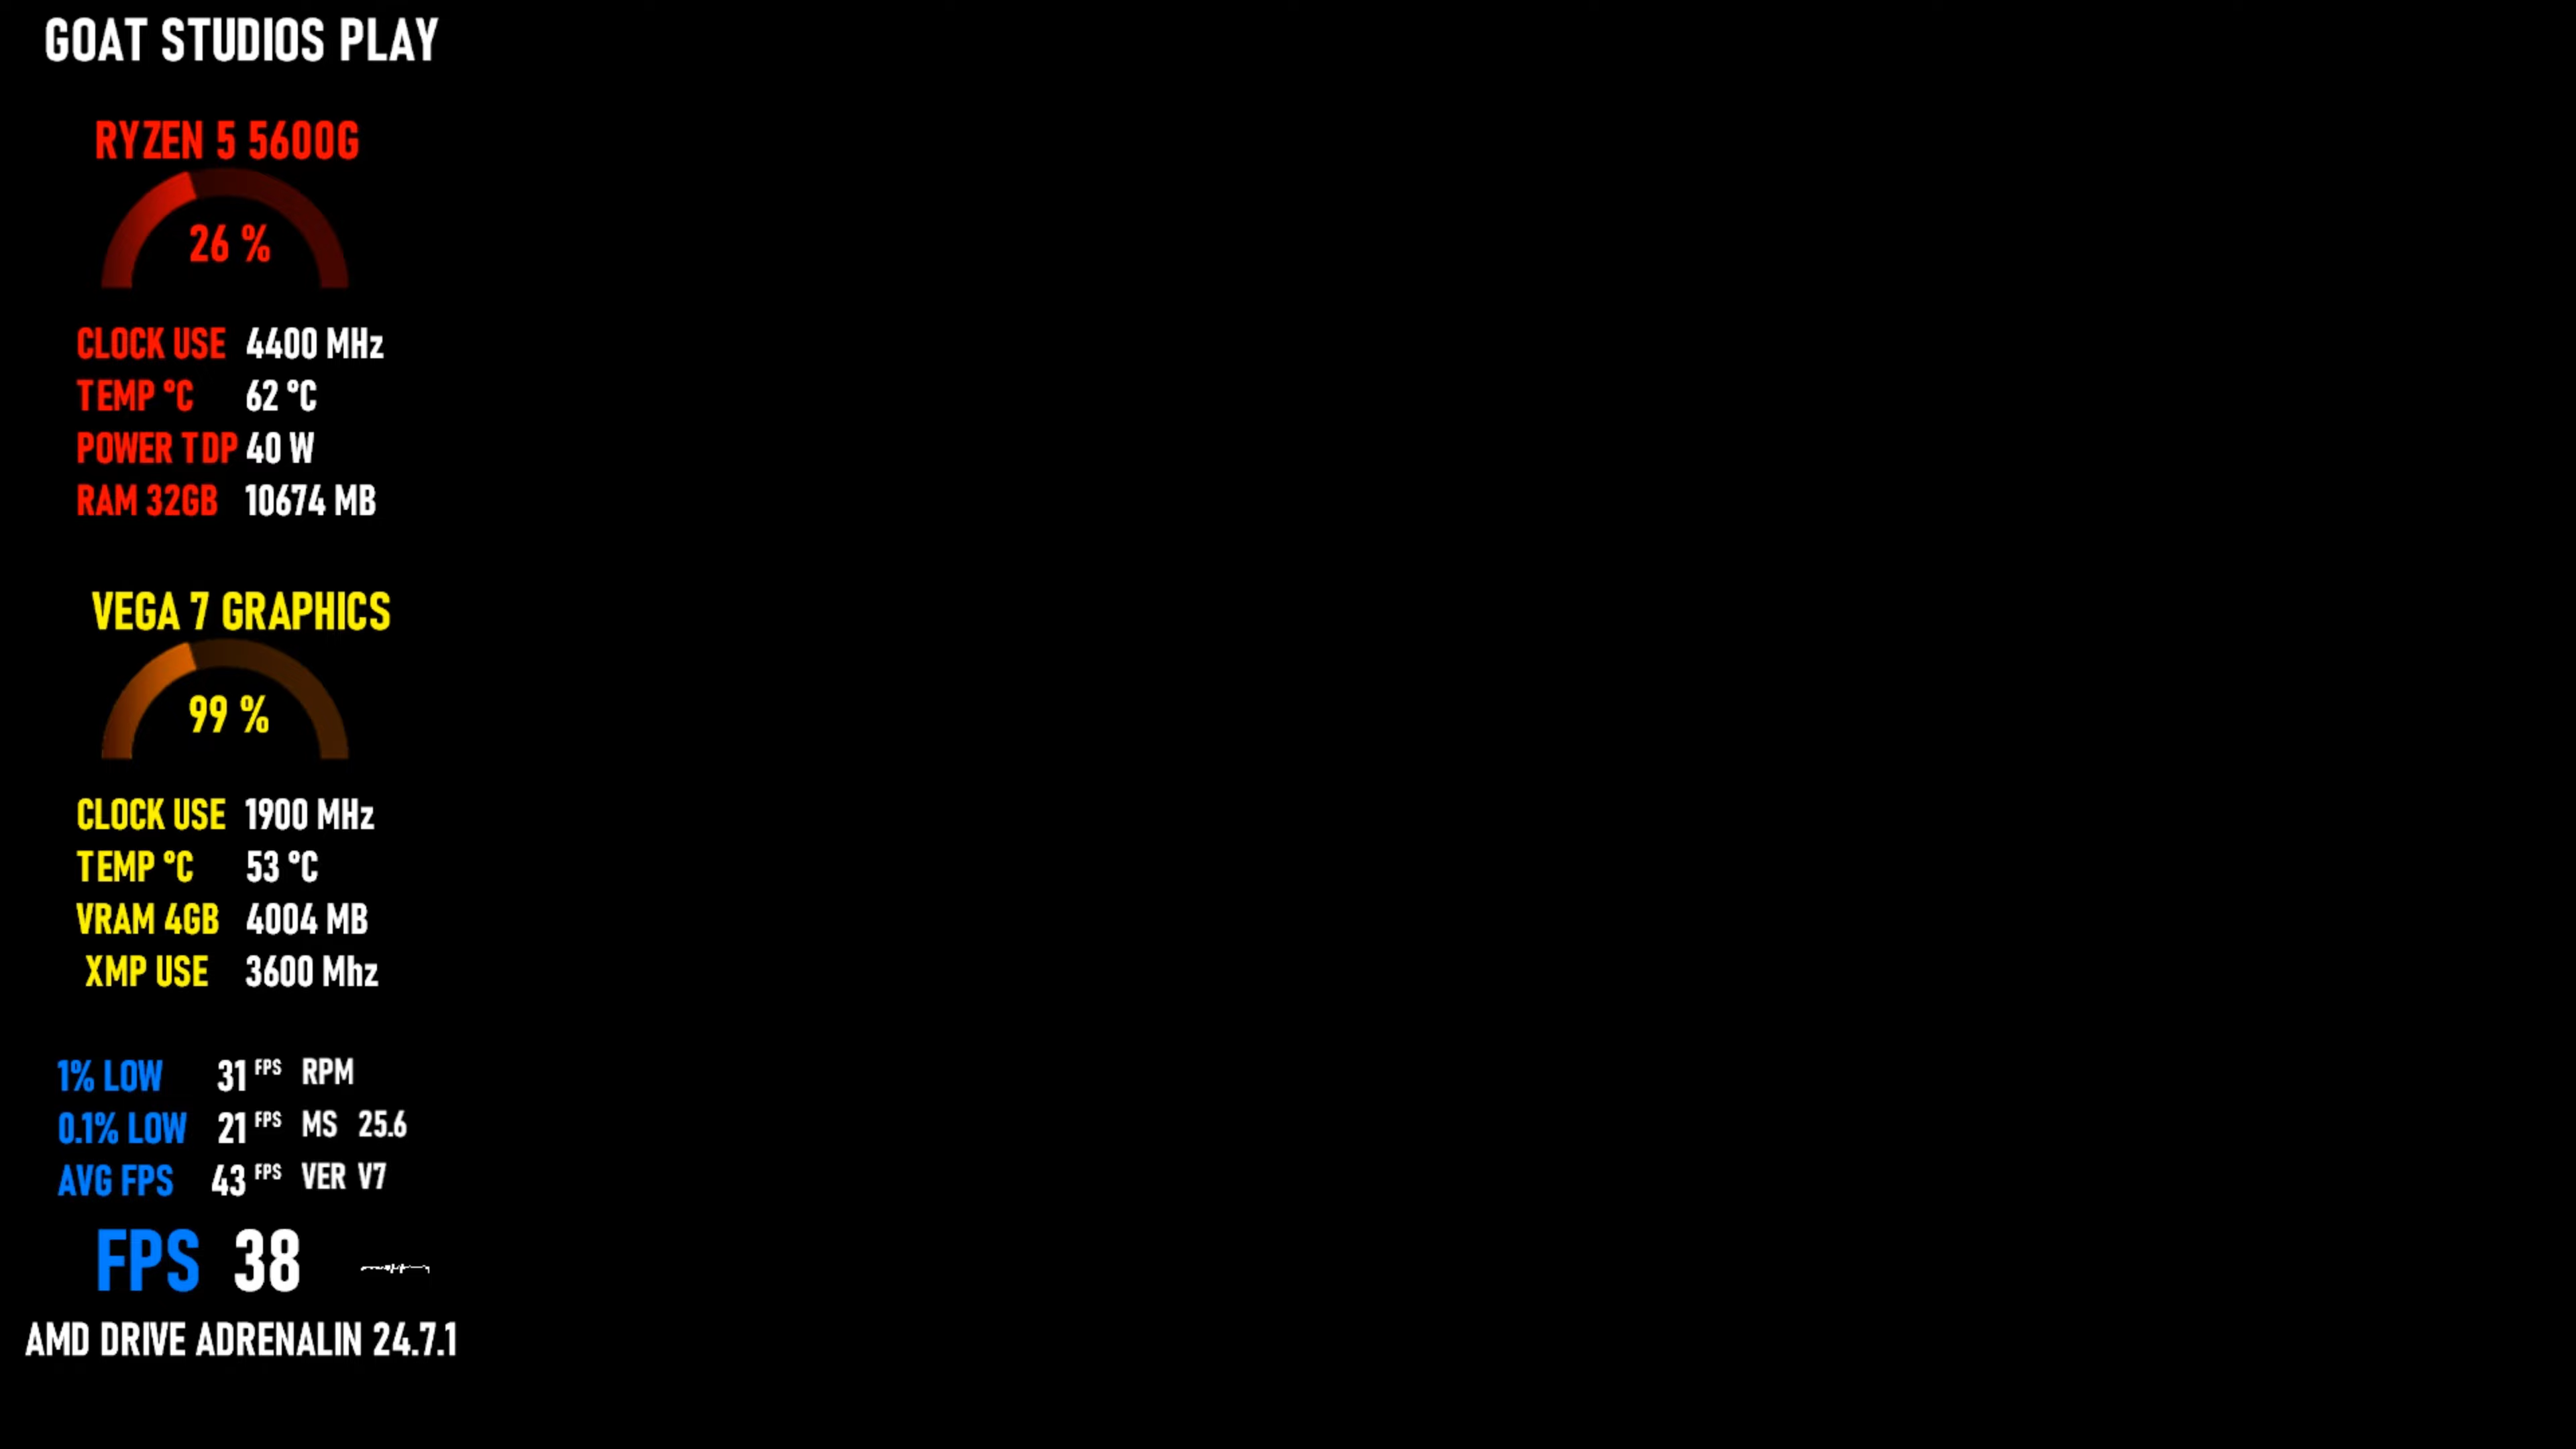 GOAT STUDIOS PLAY
RYZEN 5 5600G
26 %
CLOCK USE 4400 MHz
TEMP °C 62 °C
POWER TDP 40 W
RAM 32GB 10674 MB
VEGA 7 GRAPHICS
99 %
CLOCK USE 1900 MHz
TEMP °C 53 °C
VRAM 4GB 4004 MB
XMP USE 3600 Mhz
1% LOW 31 FPS RPM
0.1% LOW 21 FPS MS 25.6
AVG FPS 43 FPS VER V7
FPS 38
AMD DRIVE ADRENALIN 24.7.1